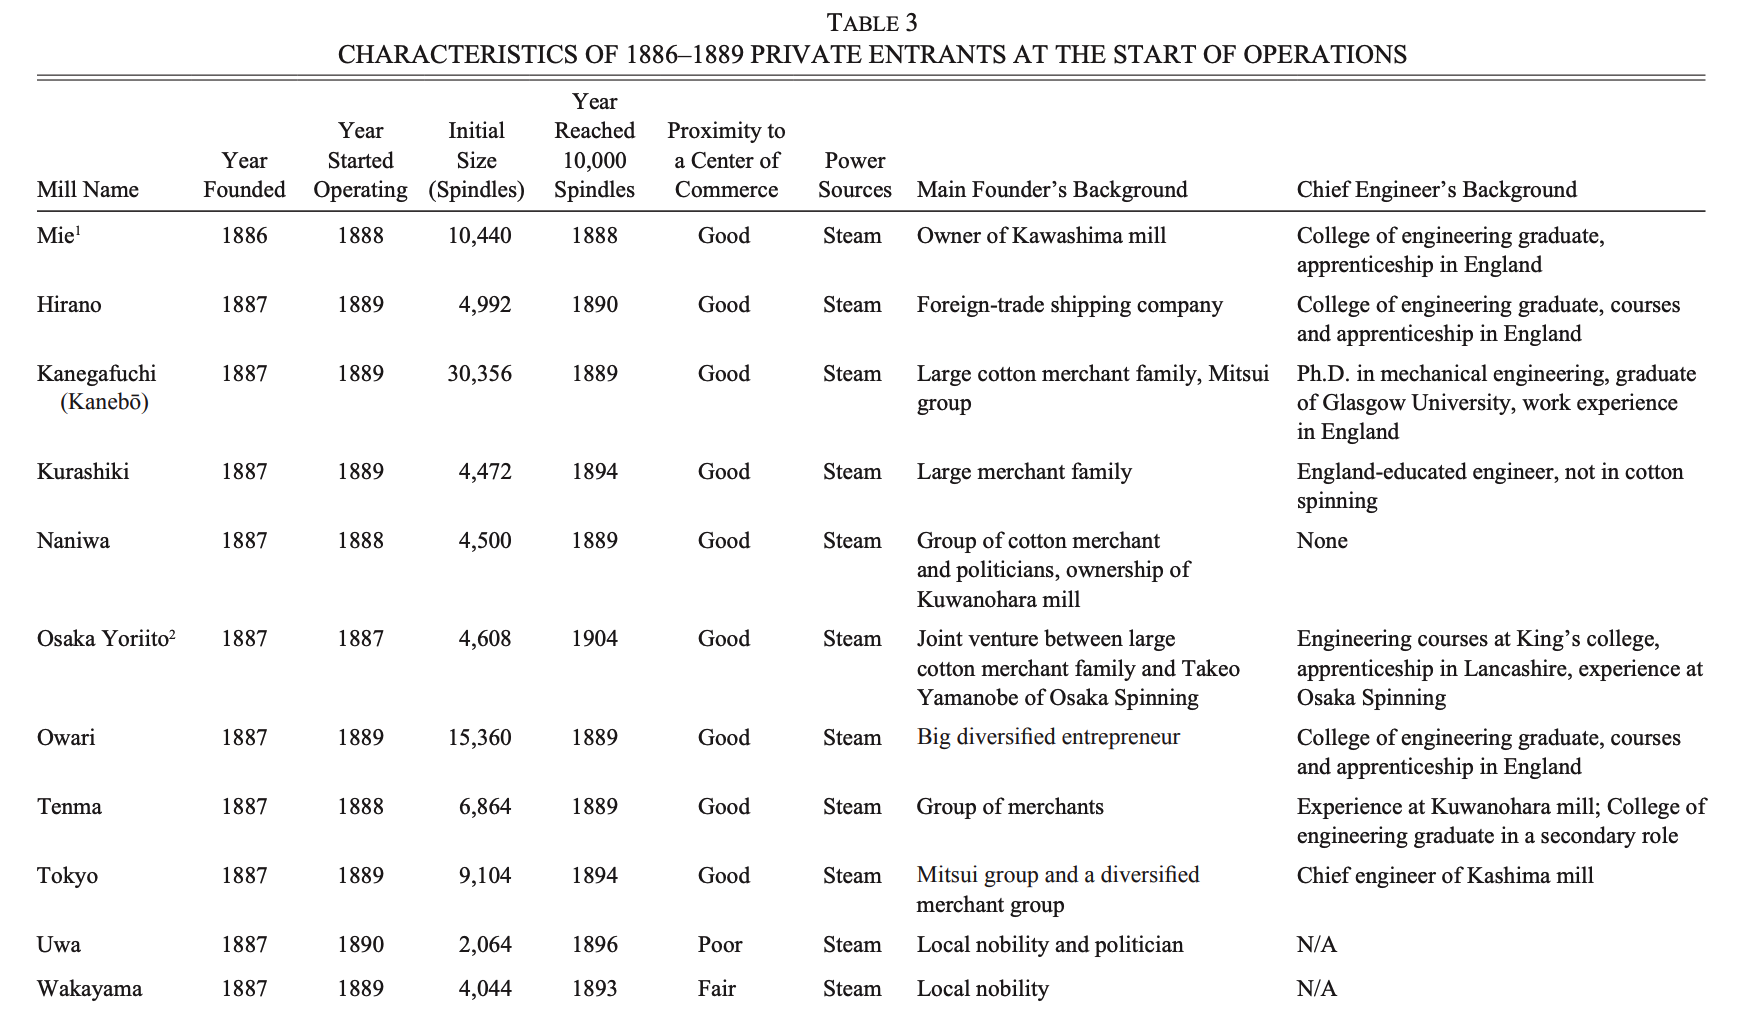 TABLE 3
CHARACTERISTICS OF 1886–1889 PRIVATE ENTRANTS AT THE START OF OPERATIONS
Mill Name | Year Founded | Year Started Operating | Initial Size (Spindles) | Year Reached 10,000 Spindles | Proximity to a Center of Commerce | Power Sources | Main Founder’s Background | Chief Engineer’s Background
Mie1 1886 1888 10,440 1888 Good Steam Owner of Kawashima mill College of engineering graduate,
apprenticeship in England
Hirano 1887 1889 4,992 1890 Good Steam Foreign-trade shipping company College of engineering graduate, courses
and apprenticeship in England
Kanegafuchi 1887 1889 30,356 1889 Good Steam Large cotton merchant family, Mitsui Ph.D. in mechanical engineering, graduate
(Kanebō) group of Glasgow University, work experience
in England
Kurashiki 1887 1889 4,472 1894 Good Steam Large merchant family England-educated engineer, not in cotton
spinning
Naniwa 1887 1888 4,500 1889 Good Steam Group of cotton merchant None
and politicians, ownership of
Kuwanohara mill
Osaka Yoriito2 1887 1887 4,608 1904 Good Steam Joint venture between large Engineering courses at King’s college,
cotton merchant family and Takeo apprenticeship in Lancashire, experience at
Yamanobe of Osaka Spinning Osaka Spinning
Owari 1887 1889 15,360 1889 Good Steam Big diversified entrepreneur College of engineering graduate, courses
and apprenticeship in England
Tenma 1887 1888 6,864 1889 Good Steam Group of merchants Experience at Kuwanohara mill; College of
engineering graduate in a secondary role
Tokyo 1887 1889 9,104 1894 Good Steam Mitsui group and a diversified Chief engineer of Kashima mill
merchant group
Uwa 1887 1890 2,064 1896 Poor Steam Local nobility and politician N/A
Wakayama 1887 1889 4,044 1893 Fair Steam Local nobility N/A